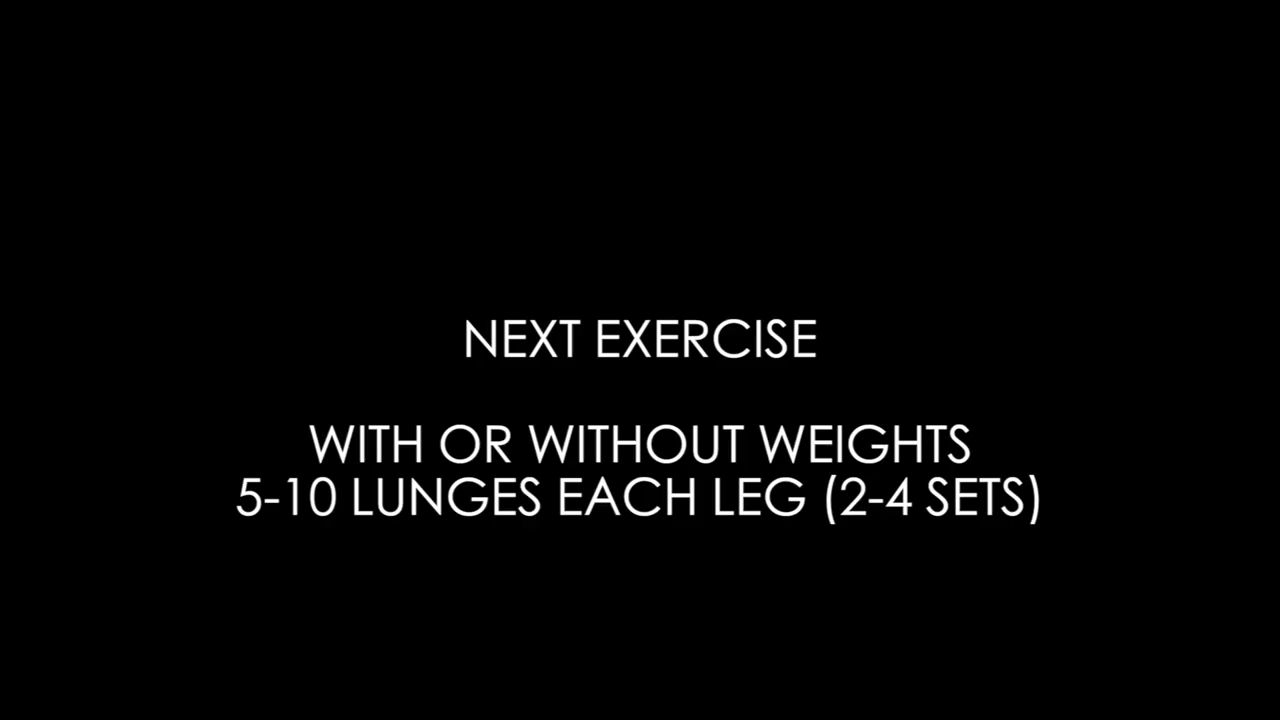 NEXT EXERCISE
WITH OR WITHOUT WEIGHTS
5-10 LUNGES EACH LEG (2-4 SETS)